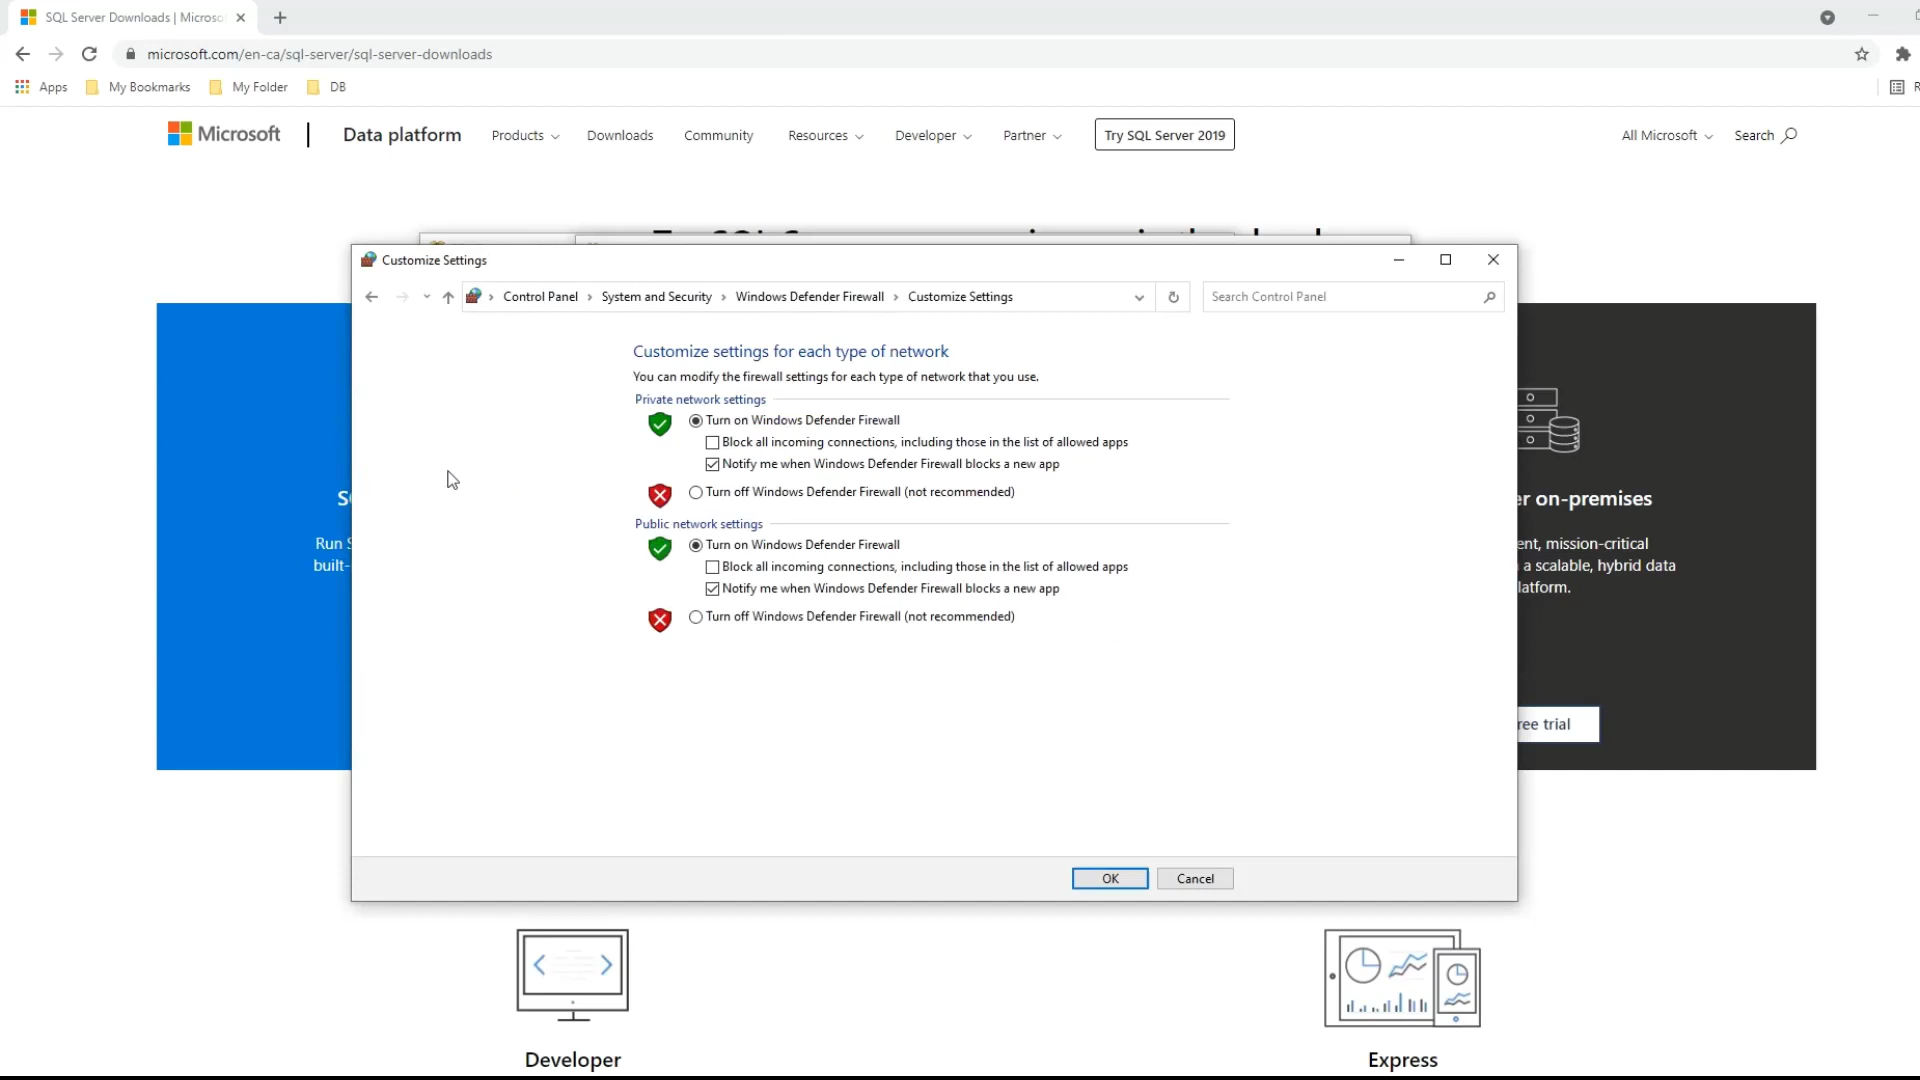 SQL Server Downloads | Microso
microsoft.com/en-ca/sql-server/sql-server-downloads
Apps My Bookmarks My Folder DB
Microsoft Data platform Products Downloads Community Resources Developer Partner Try SQL Server 2019 All Microsoft Search
Customize Settings
Control Panel › System and Security › Windows Defender Firewall › Customize Settings Search Control Panel
Customize settings for each type of network
You can modify the firewall settings for each type of network that you use.
Private network settings
Turn on Windows Defender Firewall
Block all incoming connections, including those in the list of allowed apps
Notify me when Windows Defender Firewall blocks a new app
Turn off Windows Defender Firewall (not recommended)
Public network settings
Turn on Windows Defender Firewall
Block all incoming connections, including those in the list of allowed apps
Notify me when Windows Defender Firewall blocks a new app
Turn off Windows Defender Firewall (not recommended)
OK Cancel
Run
built-
on-premises
mission-critical
a scalable, hybrid data
latform.
ree trial
Developer
Express